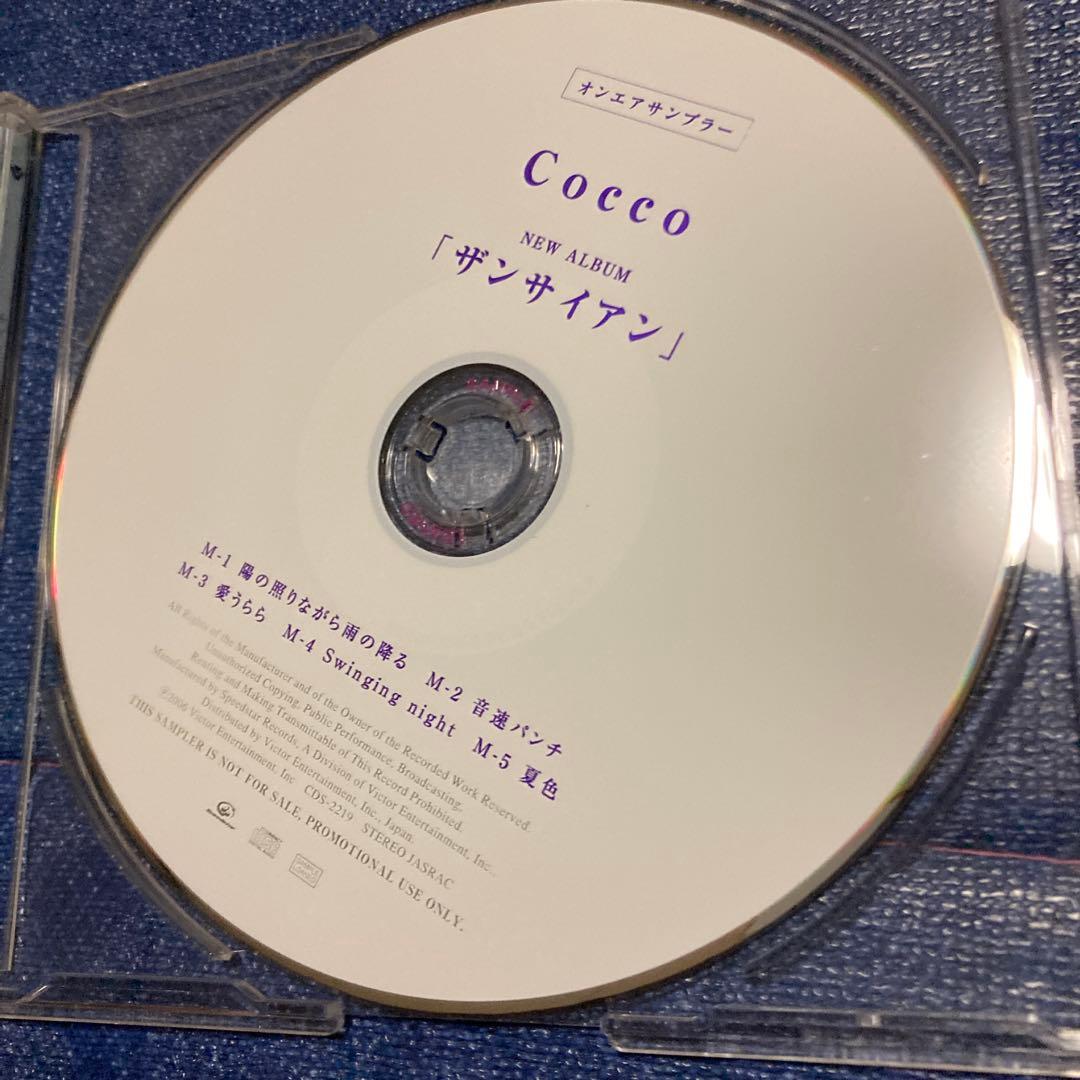 オンエアサンプラー
Cocco
NEW ALBUM
「ザンサイアン」
M-1 陽の照りながら雨の降る M-2 音速パンチ
M-3 愛うらら M-4 Swinging night M-5 夏色
All Rights of the Manufacturer and of the Owner of the Recorded Work Reserved.
Unauthorized Copying, Public Performance, Broadcasting,
Renting and Making Transmittable of This Record Prohibited.
Manufactured by Speedstar Records, A Division of Victor Entertainment, Inc.,
Distributed by Victor Entertainment, Inc., Japan.
Ⓟ2006 Victor Entertainment, Inc. CDS-2219 STEREO JASRAC
THIS SAMPLER IS NOT FOR SALE, PROMOTIONAL USE ONLY.